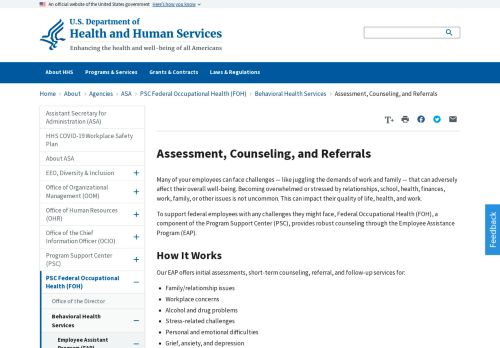 An official website of the United States government Here's how you know
U.S. Department of
Health and Human Services
Enhancing the health and well-being of all Americans
About HHS Programs & Services Grants & Contracts Laws & Regulations
Home > About > Agencies > ASA > PSC Federal Occupational Health (FOH) > Behavioral Health Services > Assessment, Counseling, and Referrals
Assistant Secretary for
Administration (ASA)
HHS COVID-19 Workplace Safety
Plan
About ASA
EEO, Diversity & Inclusion +
Office of Organizational
Management (OOM) +
Office of Human Resources
(OHR) +
Office of the Chief
Information Officer (OCIO) +
Program Support Center
(PSC) +
PSC Federal Occupational
Health (FOH) −
Office of the Director
Behavioral Health
Services −
Employee Assistant
Program (EAP) −
T+
Assessment, Counseling, and Referrals
Many of your employees can face challenges — like juggling the demands of work and family — that can adversely
affect their overall well-being. Becoming overwhelmed or stressed by relationships, school, health, finances,
work, family, or other issues is not uncommon. This can impact their quality of life, health, and work.
To support federal employees with any challenges they might face, Federal Occupational Health (FOH), a
component of the Program Support Center (PSC), provides robust counseling through the Employee Assistance
Program (EAP).
How It Works
Our EAP offers initial assessments, short-term counseling, referral, and follow-up services for:
• Family/relationship issues
• Workplace concerns
• Alcohol and drug problems
• Stress-related challenges
• Personal and emotional difficulties
• Grief, anxiety, and depression
Feedback